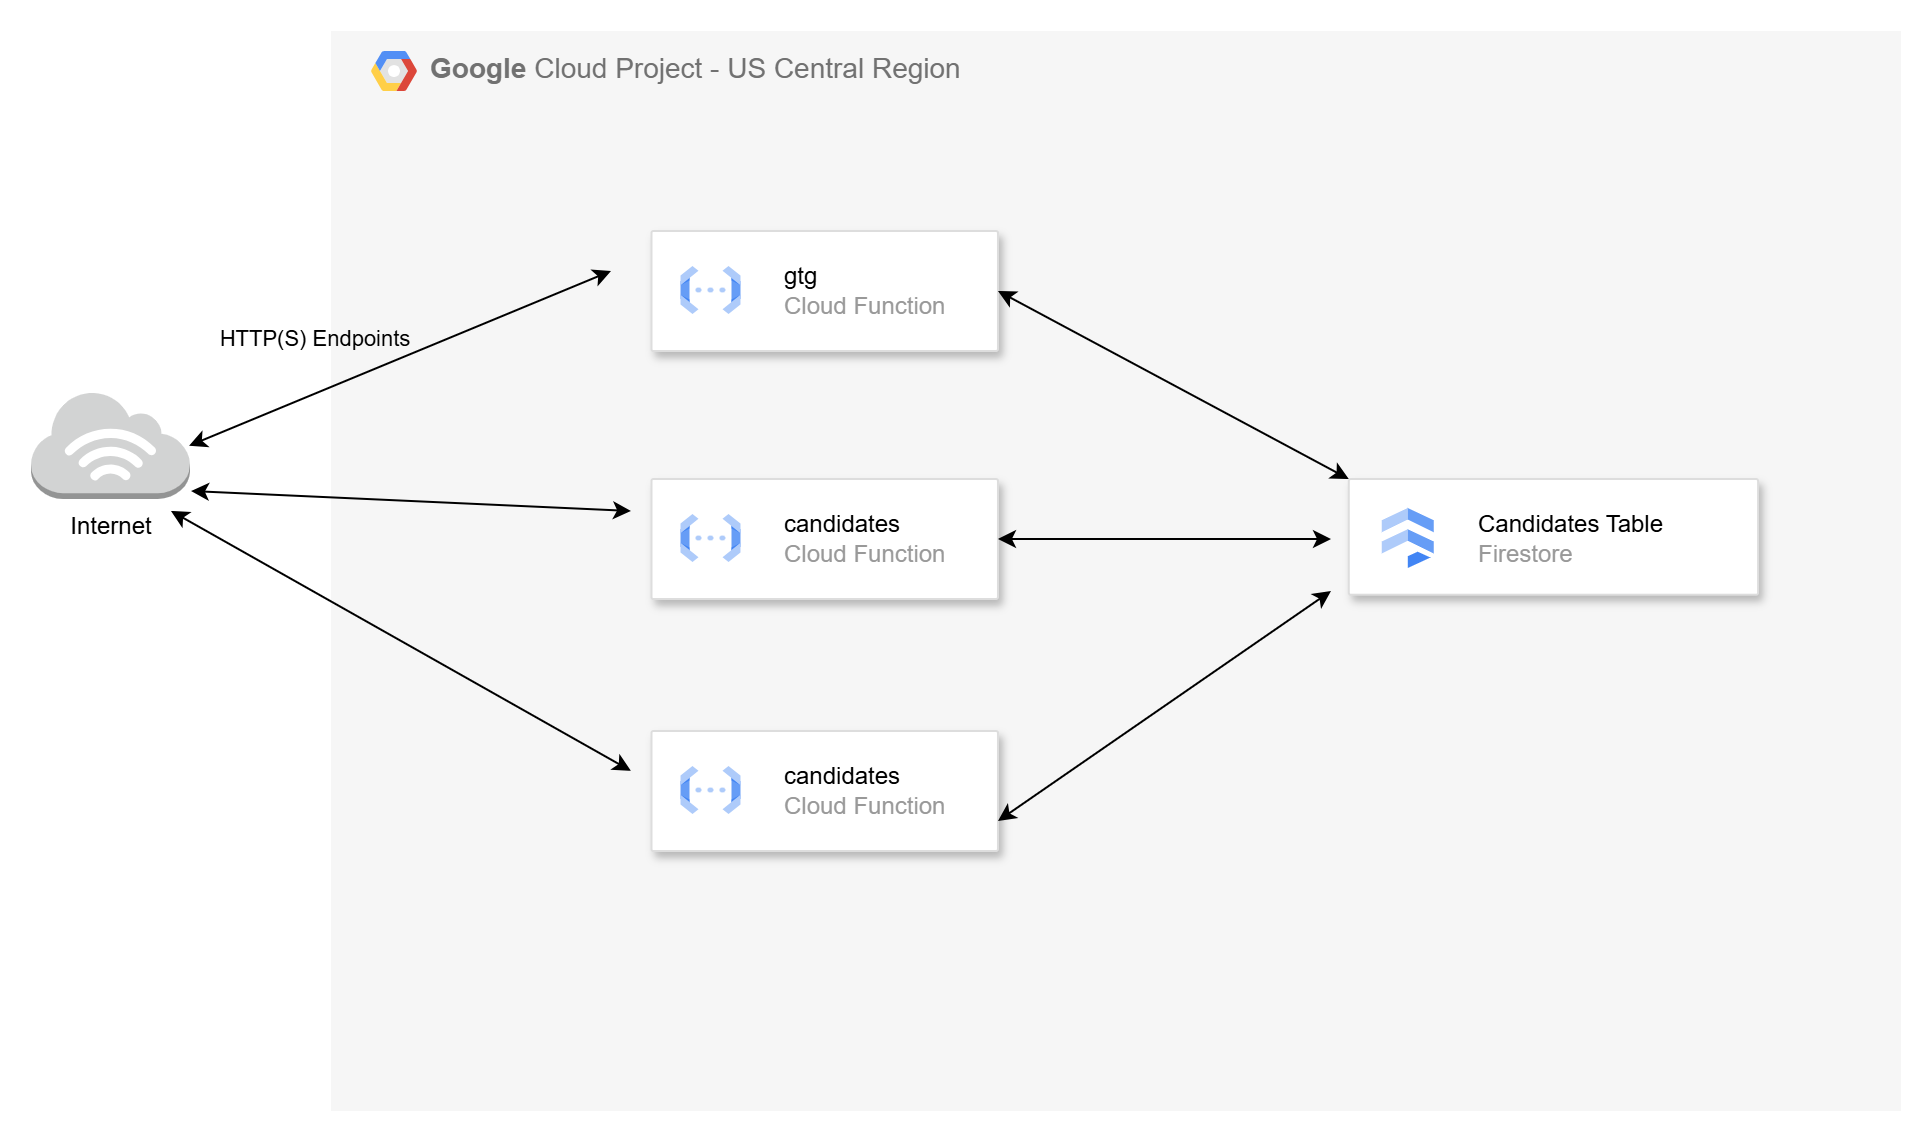 Google Cloud Project - US Central Region
gtg
Cloud Function
HTTP(S) Endpoints
Internet
candidates
Cloud Function
Candidates Table
Firestore
candidates
Cloud Function